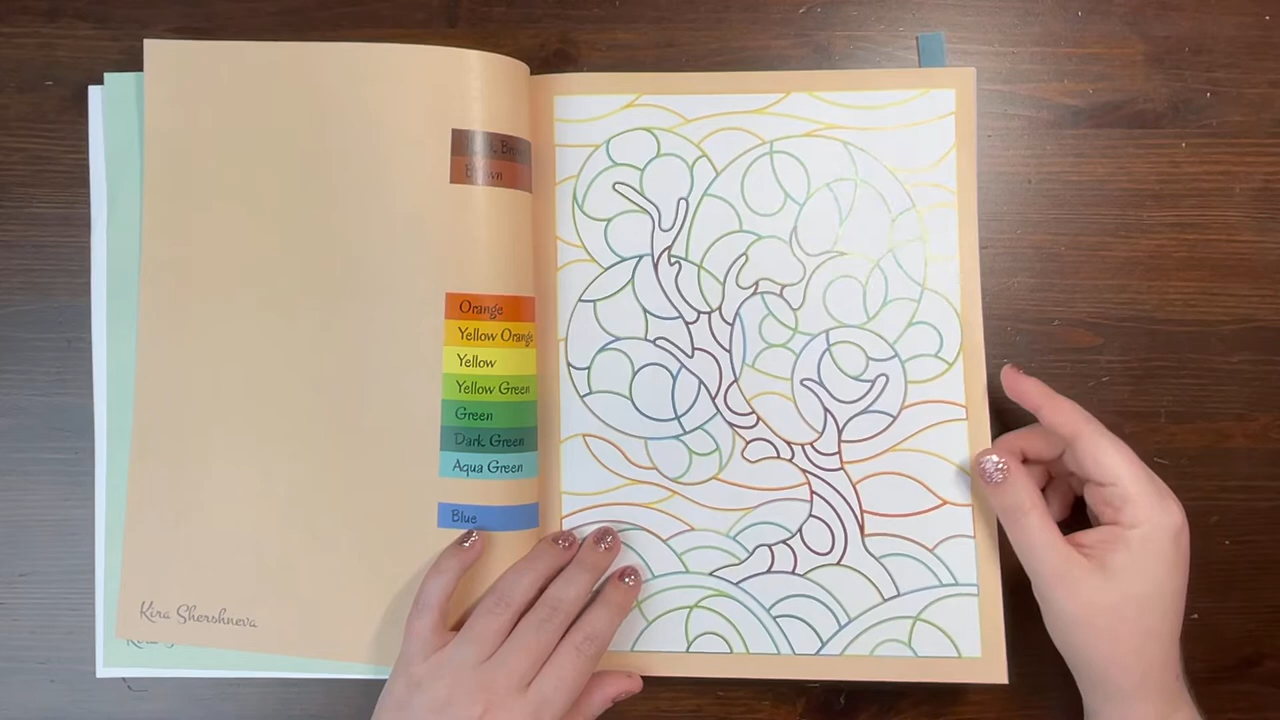 Brown
Orange
Yellow Orange
Yellow
Yellow Green
Green
Dark Green
Aqua Green
Blue
Kira Shershneva